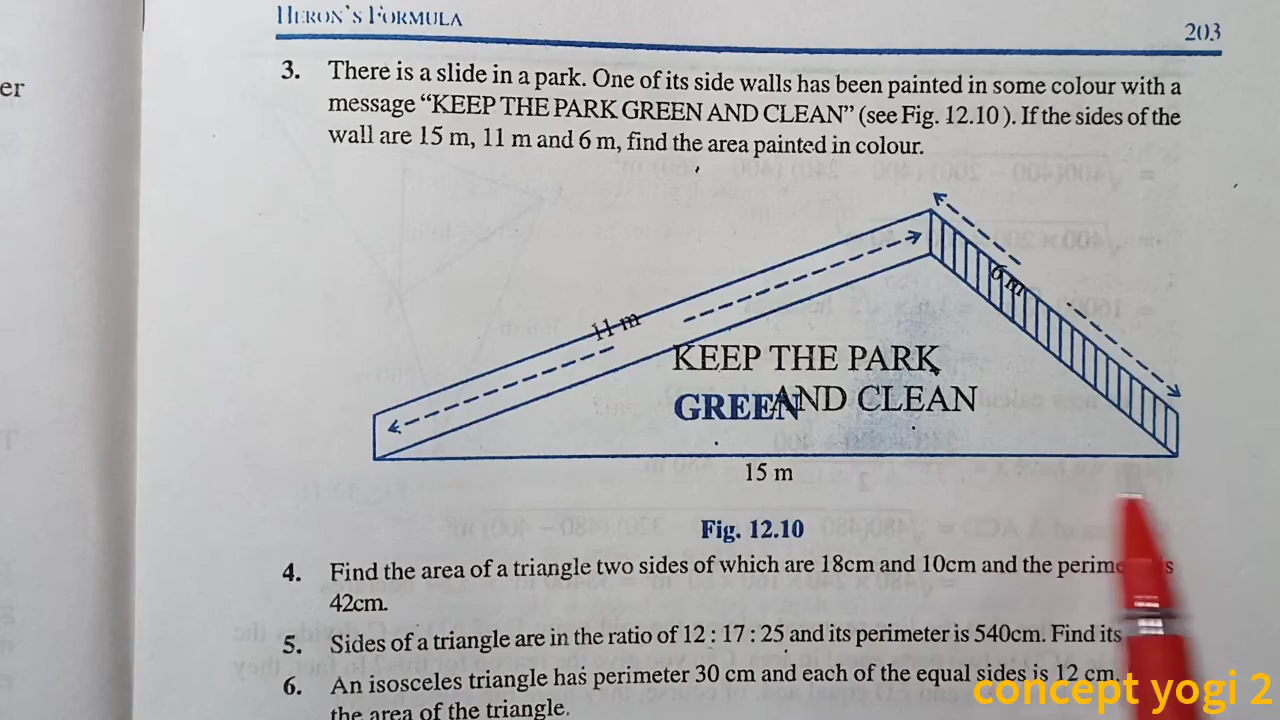 er
HERON'S FORMULA
203
3. There is a slide in a park. One of its side walls has been painted in some colour with a
message “KEEP THE PARK GREEN AND CLEAN” (see Fig. 12.10 ). If the sides of the
wall are 15 m, 11 m and 6 m, find the area painted in colour.
6 m
11 m
KEEP THE PARK
GREEN AND CLEAN
15 m
Fig. 12.10
4. Find the area of a triangle two sides of which are 18cm and 10cm and the
42cm.
5. Sides of a triangle are in the ratio of 12 : 17 : 25 and its perimeter is 540cm. Find its
6. An isosceles triangle has perimeter 30 cm and each of the equal sides is 12 cm.
the area of the triangle.
concept yogi 2